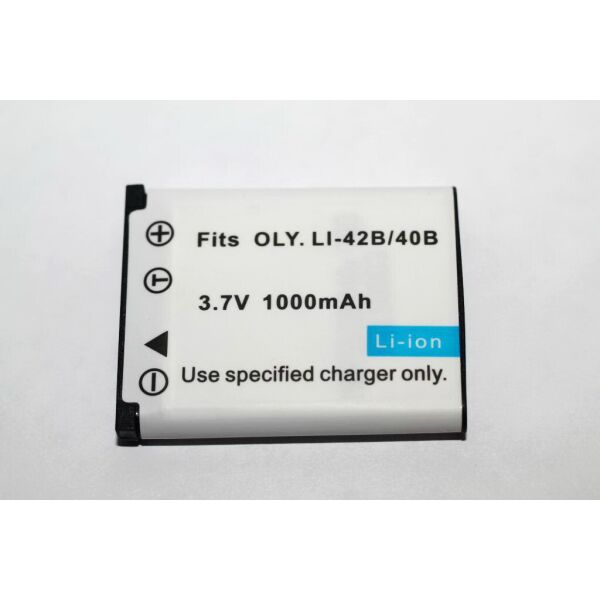 Fits OLY. LI-42B/40B
3.7V 1000mAh
Li-ion
Use specified charger only.